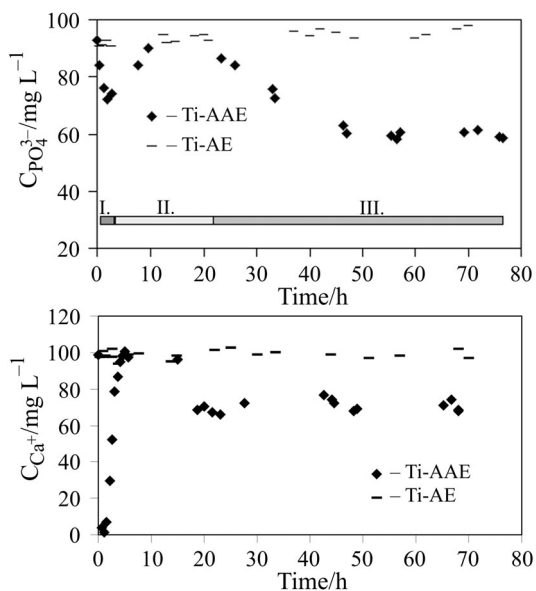 100
80
60
40
20
C_PO₄³⁻/mg L⁻¹
◆ – Ti-AAE
— – Ti-AE
I. II. III.
0 10 20 30 40 50 60 70 80
Time/h
120
100
80
60
40
20
0
C_Ca⁺/mg L⁻¹
◆ – Ti-AAE
– – Ti-AE
0 10 20 30 40 50 60 70 80
Time/h